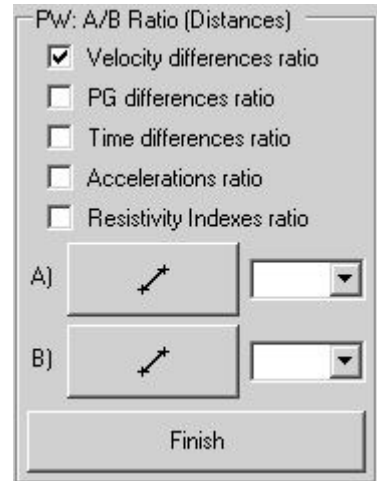 PW: A/B Ratio (Distances)
Velocity differences ratio
PG differences ratio
Time differences ratio
Accelerations ratio
Resistivity Indexes ratio
A)
B)
Finish